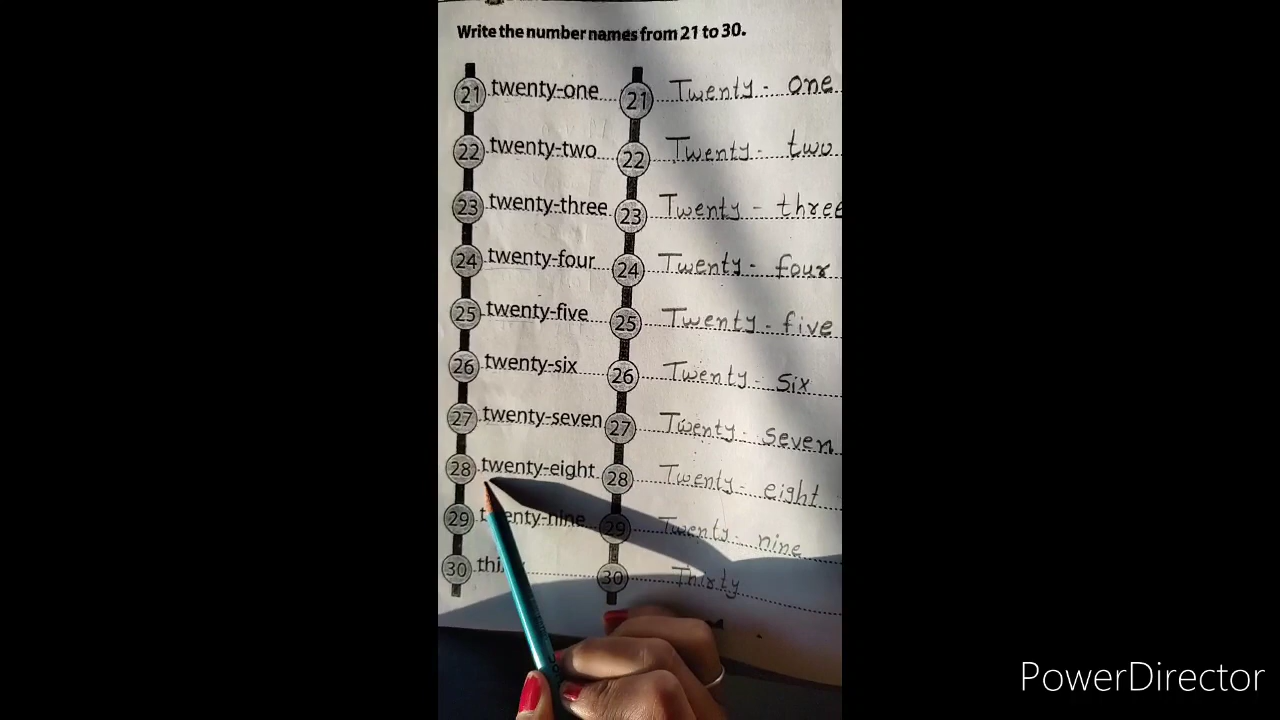 Write the number names from 21 to 30.
21 twenty-one 21 Twenty - one
22 twenty-two 22 Twenty - two
23 twenty-three 23 Twenty - three
24 twenty-four 24 Twenty - four
25 twenty-five 25 Twenty - five
26 twenty-six 26 Twenty - six
27 twenty-seven 27 Twenty - seven
28 twenty-eight 28 Twenty - eight
29 twenty-nine 29 Twenty - nine
30 thirty 30 Thirty
PowerDirector